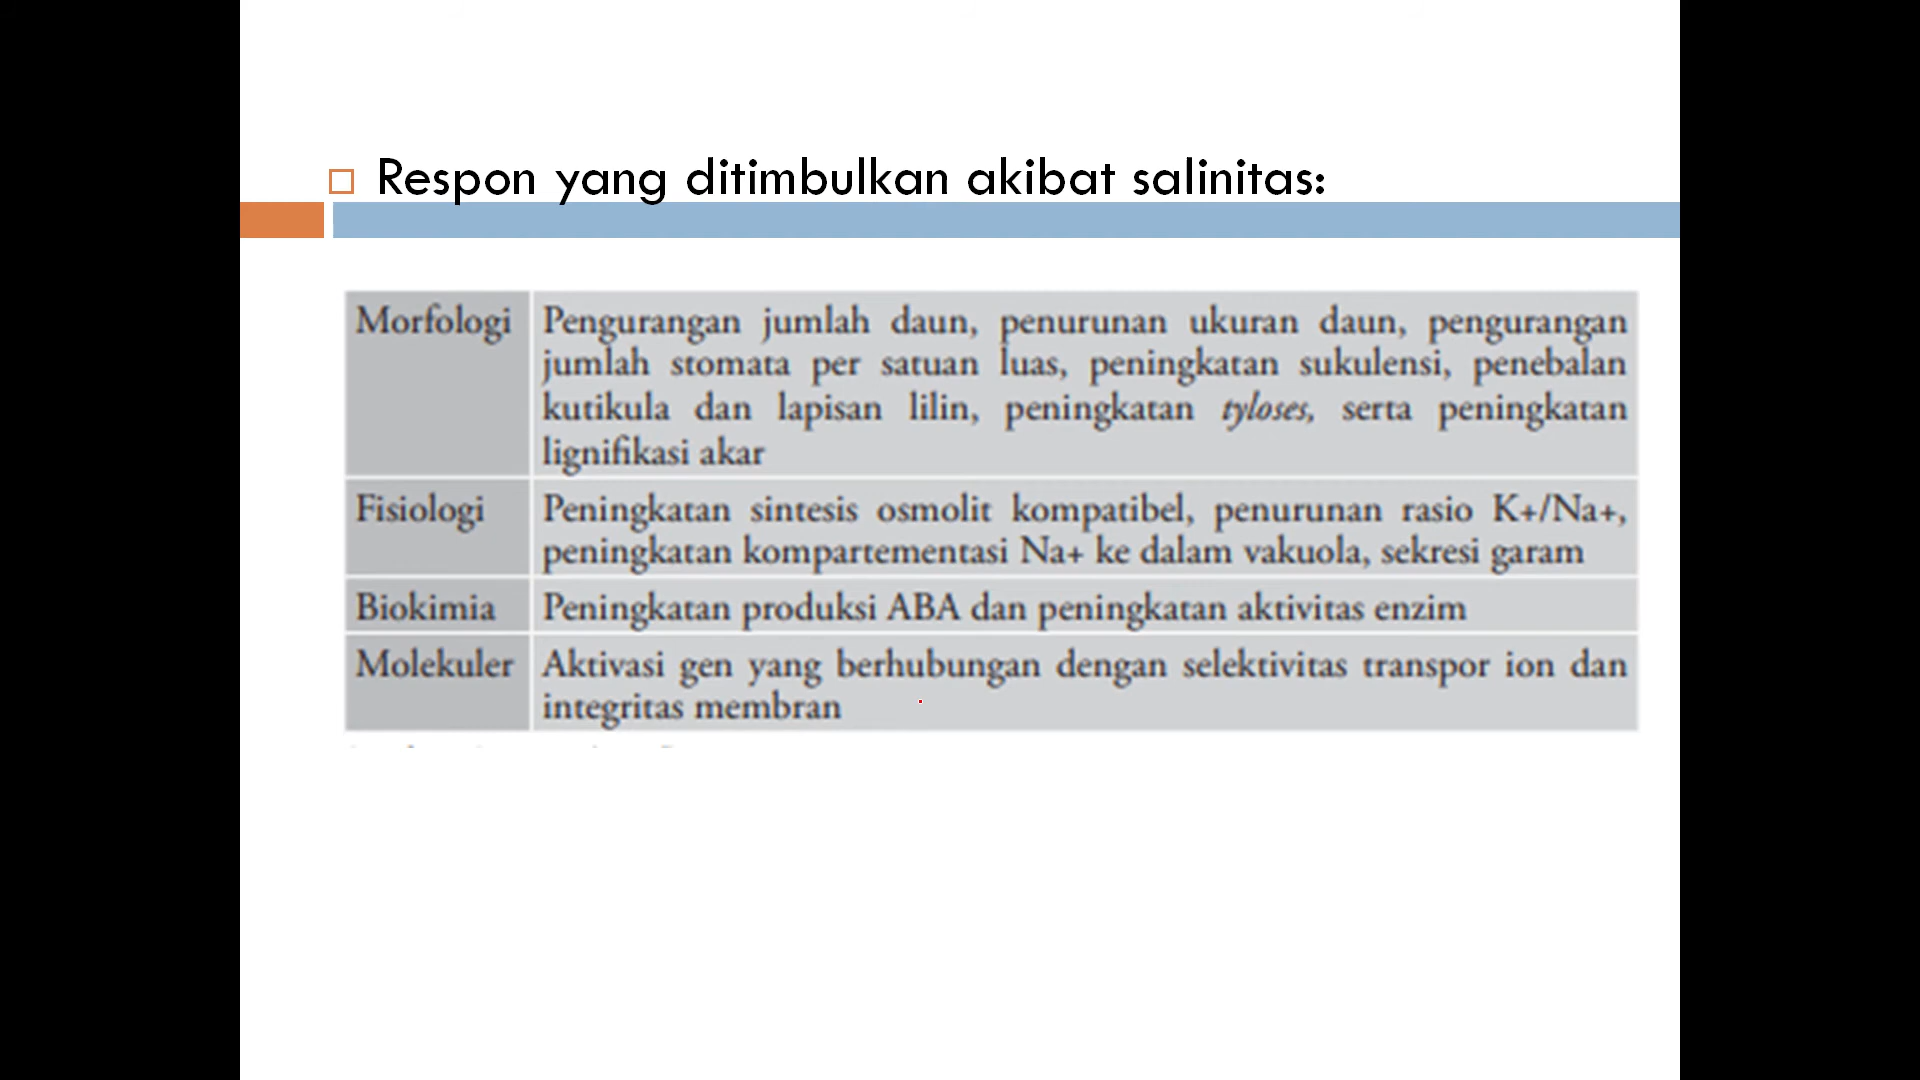 Respon yang ditimbulkan akibat salinitas:
Morfologi Pengurangan jumlah daun, penurunan ukuran daun, pengurangan
jumlah stomata per satuan luas, peningkatan sukulensi, penebalan
kutikula dan lapisan lilin, peningkatan tyloses, serta peningkatan
lignifikasi akar
Fisiologi Peningkatan sintesis osmolit kompatibel, penurunan rasio K+/Na+,
peningkatan kompartementasi Na+ ke dalam vakuola, sekresi garam
Biokimia Peningkatan produksi ABA dan peningkatan aktivitas enzim
Molekuler Aktivasi gen yang berhubungan dengan selektivitas transpor ion dan
integritas membran